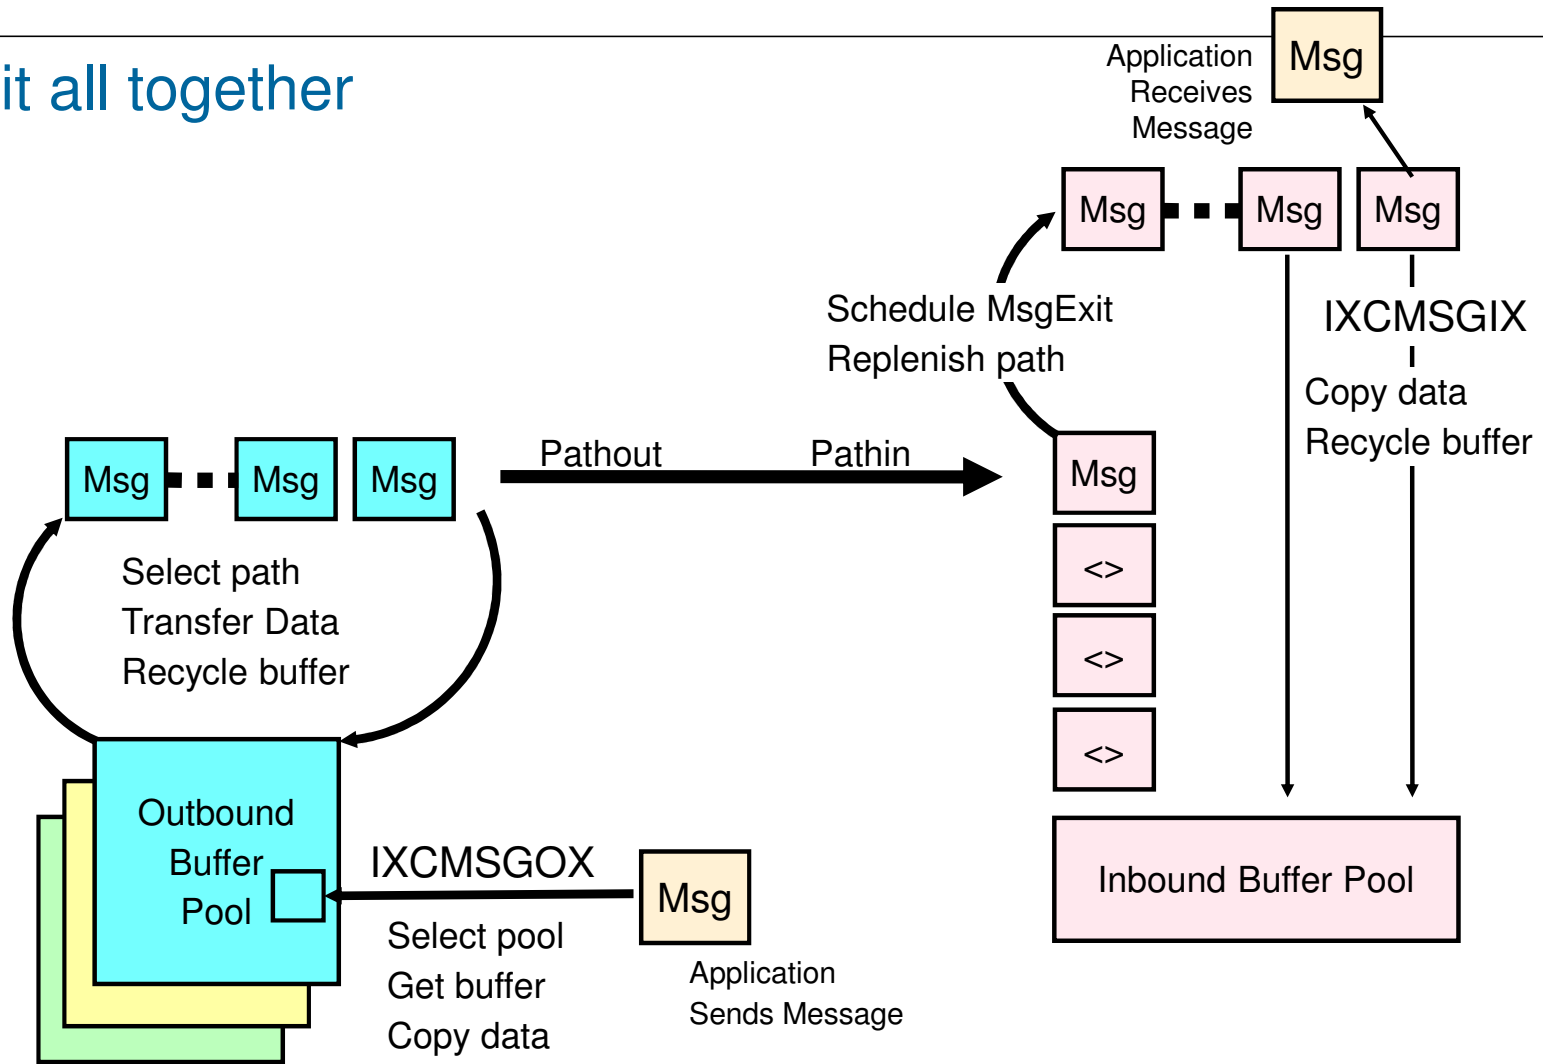 it all together
Application
Receives
Message
Msg
Msg
Msg
Msg
Schedule MsgExit
Replenish path
IXCMSGIX
Copy data
Recycle buffer
Msg
Msg
Msg
Pathout
Pathin
Msg
<>
<>
<>
Select path
Transfer Data
Recycle buffer
Outbound
Buffer
Pool
IXCMSGOX
Select pool
Get buffer
Copy data
Msg
Application
Sends Message
Inbound Buffer Pool